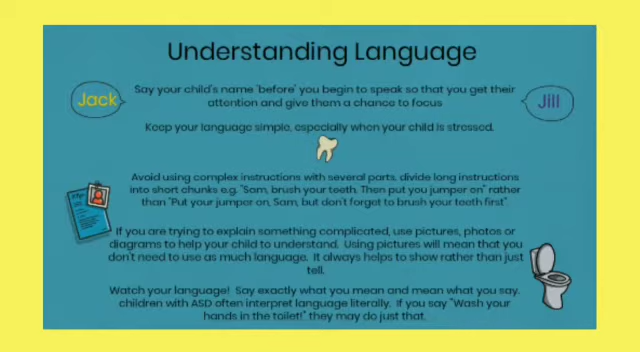 Understanding Language
Jack
Say your child's name 'before' you begin to speak so that you get their
attention and give them a chance to focus
Jill
Keep your language simple, especially when your child is stressed.
Avoid using complex instructions with several parts, divide long instructions
into short chunks e.g. "Sam, brush your teeth. Then put you jumper on" rather
than "Put your jumper on, Sam, but don't forget to brush your teeth first"
If you are trying to explain something complicated, use pictures, photos or
diagrams to help your child to understand. Using pictures will mean that you
don't need to use as much language. It always helps to show rather than just
tell.
Watch your language! Say exactly what you mean and mean what you say,
children with ASD often interpret language literally. If you say "Wash your
hands in the toilet!" they may do just that.